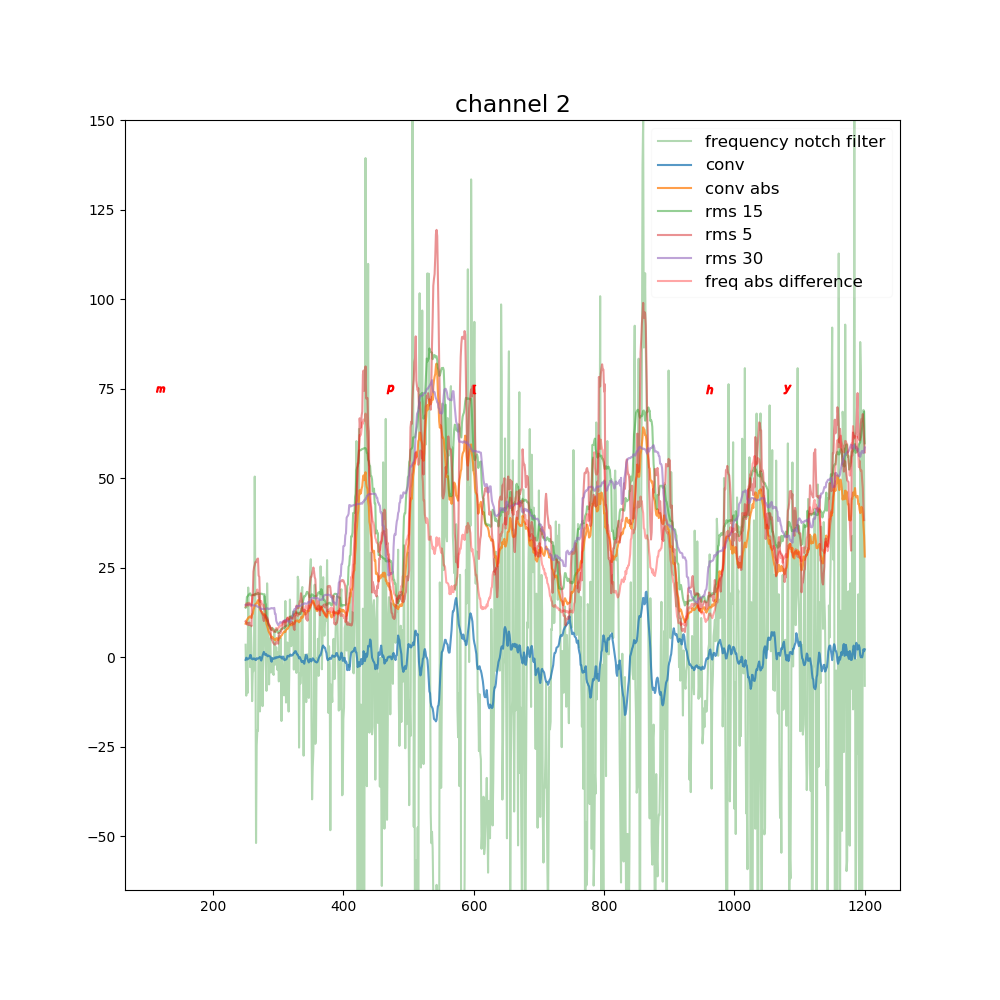 channel 2
150
125
100
75
50
25
0
−25
−50
frequency notch filter
conv
conv abs
rms 15
rms 5
rms 30
freq abs difference
m
p
h
y
200
400
600
800
1000
1200